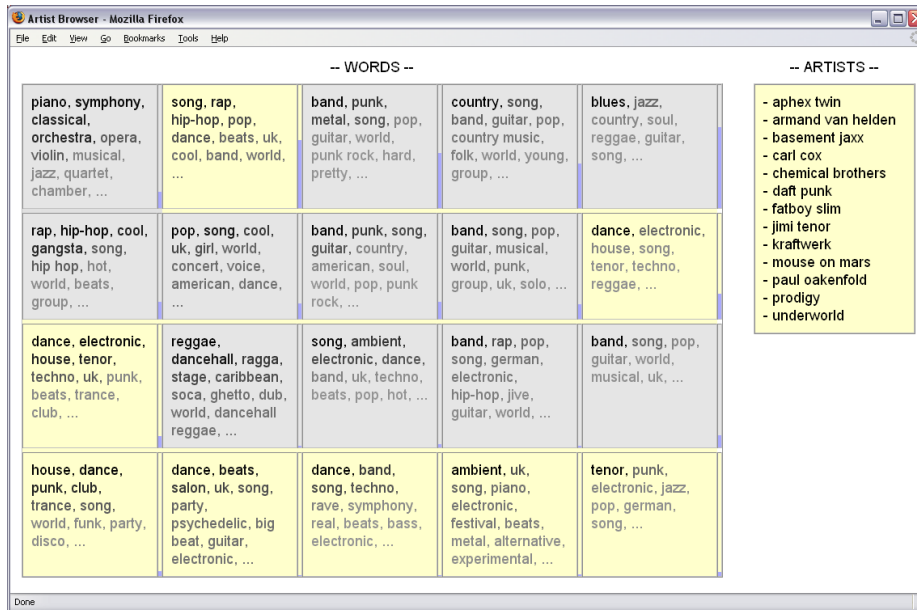 Artist Browser - Mozilla Firefox
File Edit View Go Bookmarks Tools Help
-- WORDS --
-- ARTISTS --
piano, symphony,
classical,
orchestra, opera,
violin, musical,
jazz, quartet,
chamber, ...
song, rap,
hip-hop, pop,
dance, beats, uk,
cool, band, world,
...
band, punk,
metal, song, pop,
guitar, world,
punk rock, hard,
pretty, ...
country, song,
band, guitar, pop,
country music,
folk, world, young,
group, ...
blues, jazz,
country, soul,
reggae, guitar,
song, ...
rap, hip-hop, cool,
gangsta, song,
hip hop, hot,
world, beats,
group, ...
pop, song, cool,
uk, girl, world,
concert, voice,
american, dance,
...
band, punk, song,
guitar, country,
american, soul,
world, pop, punk
rock, ...
band, song, pop,
guitar, musical,
world, punk,
group, uk, solo, ...
dance, electronic,
house, song,
tenor, techno,
reggae, ...
dance, electronic,
house, tenor,
techno, uk, punk,
beats, trance,
club, ...
reggae,
dancehall, ragga,
stage, caribbean,
soca, ghetto, dub,
world, dancehall
reggae, ...
song, ambient,
electronic, dance,
band, uk, techno,
beats, pop, hot, ...
band, rap, pop,
song, german,
electronic,
hip-hop, jive,
guitar, world, ...
band, song, pop,
guitar, world,
musical, uk, ...
house, dance,
punk, club,
trance, song,
world, funk, party,
disco, ...
dance, beats,
salon, uk, song,
party,
psychedelic, big
beat, guitar,
electronic, ...
dance, band,
song, techno,
rave, symphony,
real, beats, bass,
electronic, ...
ambient, uk,
song, piano,
electronic,
festival, beats,
metal, alternative,
experimental, ...
tenor, punk,
electronic, jazz,
pop, german,
song, ...
- aphex twin
- armand van helden
- basement jaxx
- carl cox
- chemical brothers
- daft punk
- fatboy slim
- jimi tenor
- kraftwerk
- mouse on mars
- paul oakenfold
- prodigy
- underworld
Done